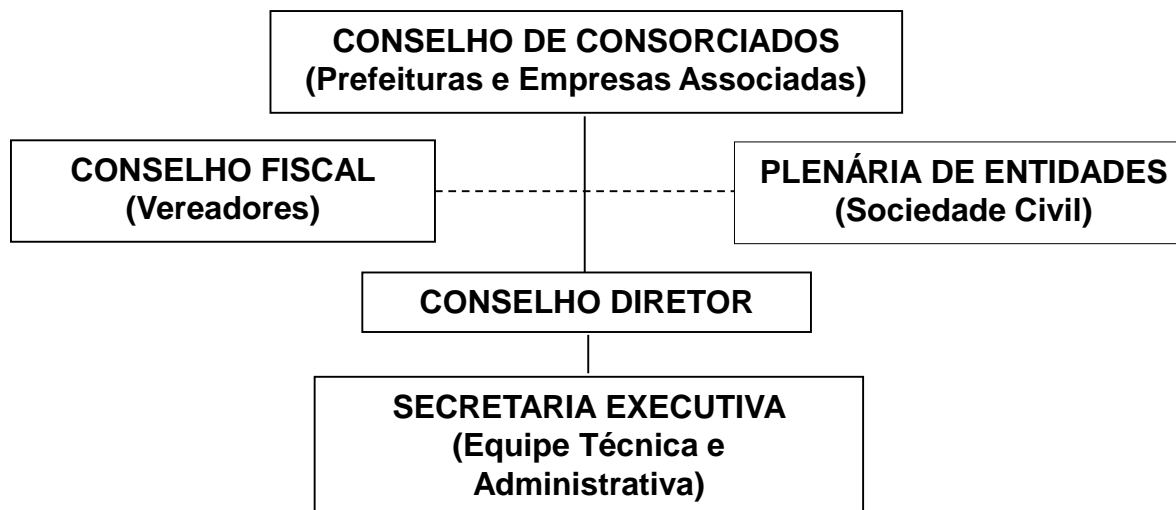 CONSELHO DE CONSORCIADOS
(Prefeituras e Empresas Associadas)
CONSELHO FISCAL
(Vereadores)
PLENÁRIA DE ENTIDADES
(Sociedade Civil)
CONSELHO DIRETOR
SECRETARIA EXECUTIVA
(Equipe Técnica e
Administrativa)